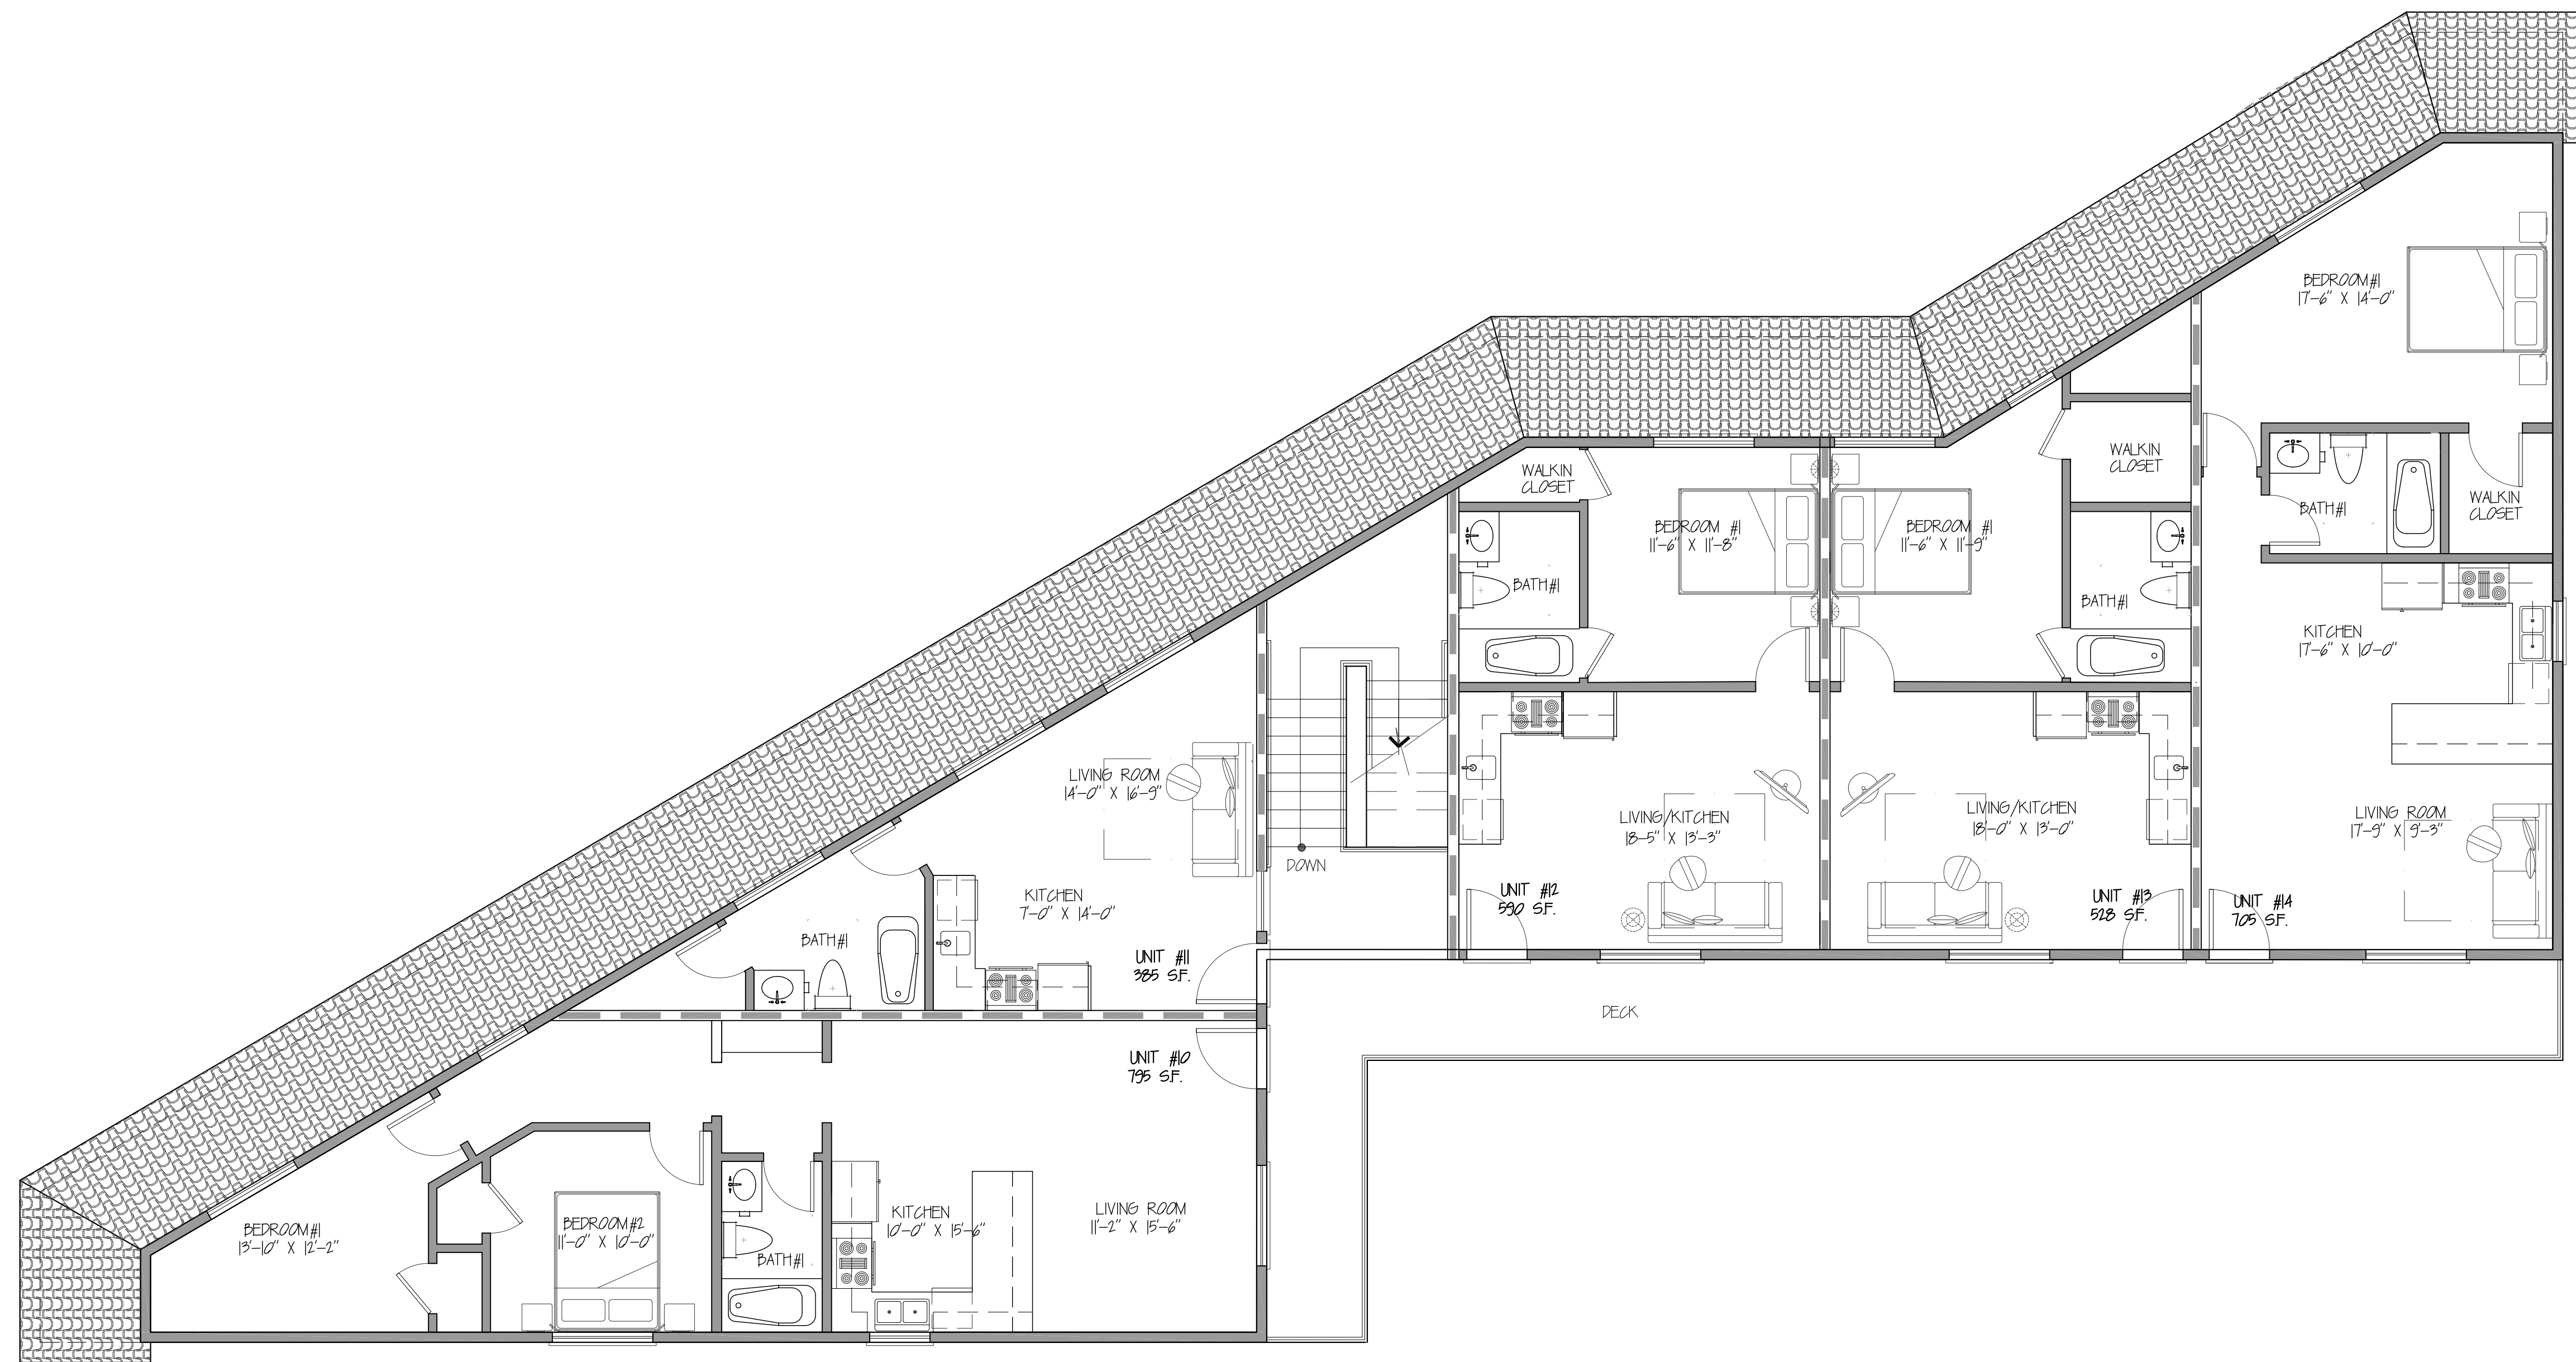 BEDROOM#1
17'-6" X 14'-0"
WALKIN
CLOSET
WALKIN
CLOSET
WALKIN
CLOSET
BATH#1
BEDROOM #1
11'-6" X 11'-8"
BEDROOM #1
11'-6" X 11'-9"
BATH#1
BATH#1
KITCHEN
17'-6" X 10'-0"
LIVING ROOM
14'-0" X 16'-9"
LIVING/KITCHEN
18-5" X 13'-3"
LIVING/KITCHEN
18'-0" X 13'-0"
LIVING ROOM
17'-9" X 9'-3"
DOWN
KITCHEN
7'-0" X 14'-0"
UNIT #12
590 S.F.
UNIT #13
528 S.F.
UNIT #14
705 S.F.
BATH#1
UNIT #11
385 S.F.
DECK
UNIT #10
795 S.F.
BEDROOM#1
13'-10" X 12'-2"
BEDROOM#2
11'-0" X 10'-0"
BATH#1
KITCHEN
10'-0" X 15'-6"
LIVING ROOM
11'-2" X 15'-6"